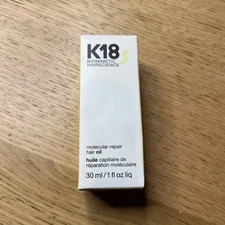 K18
BIOMIMETIC
HAIRSCIENCE
molecular repair
hair oil
huile capillaire de
réparation moléculaire
30 ml / 1 fl oz liq